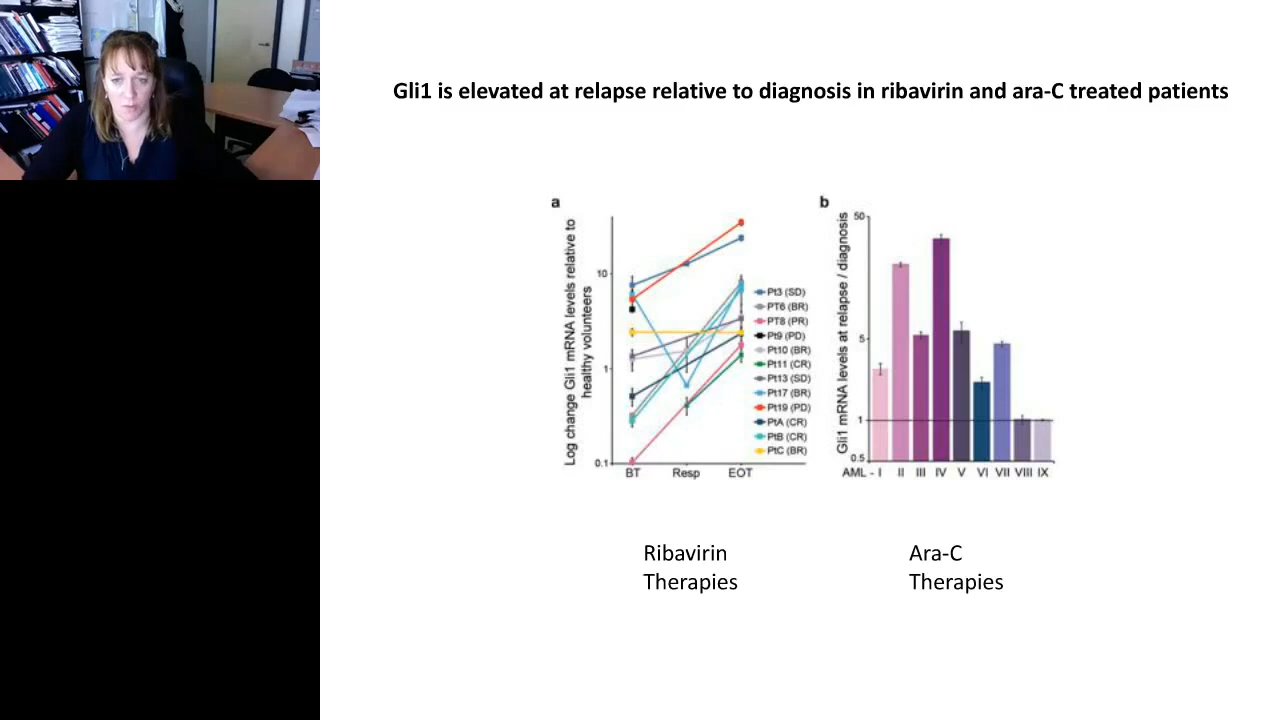 Gli1 is elevated at relapse relative to diagnosis in ribavirin and ara-C treated patients
a
Log change Gli1 mRNA levels relative to
healthy volunteers
10
1
0.1
BT Resp EOT
Pt3 (SD)
PT6 (BR)
PT8 (PR)
Pt9 (PD)
Pt10 (BR)
Pt11 (CR)
Pt13 (SD)
Pt17 (BR)
Pt19 (PD)
PtA (CR)
PtB (CR)
PtC (BR)
b
Gli1 mRNA levels at relapse / diagnosis
50
5
1
0.5
AML - I II III IV V VI VII VIII IX
Ribavirin
Therapies
Ara-C
Therapies